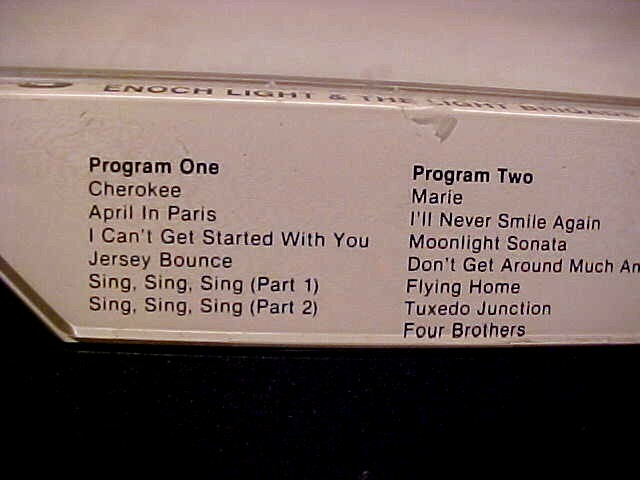 ENOCH LIGHT & THE LIGHT BRIGADE
Program One
Cherokee
April In Paris
I Can't Get Started With You
Jersey Bounce
Sing, Sing, Sing (Part 1)
Sing, Sing, Sing (Part 2)
Program Two
Marie
I'll Never Smile Again
Moonlight Sonata
Don't Get Around Much An
Flying Home
Tuxedo Junction
Four Brothers